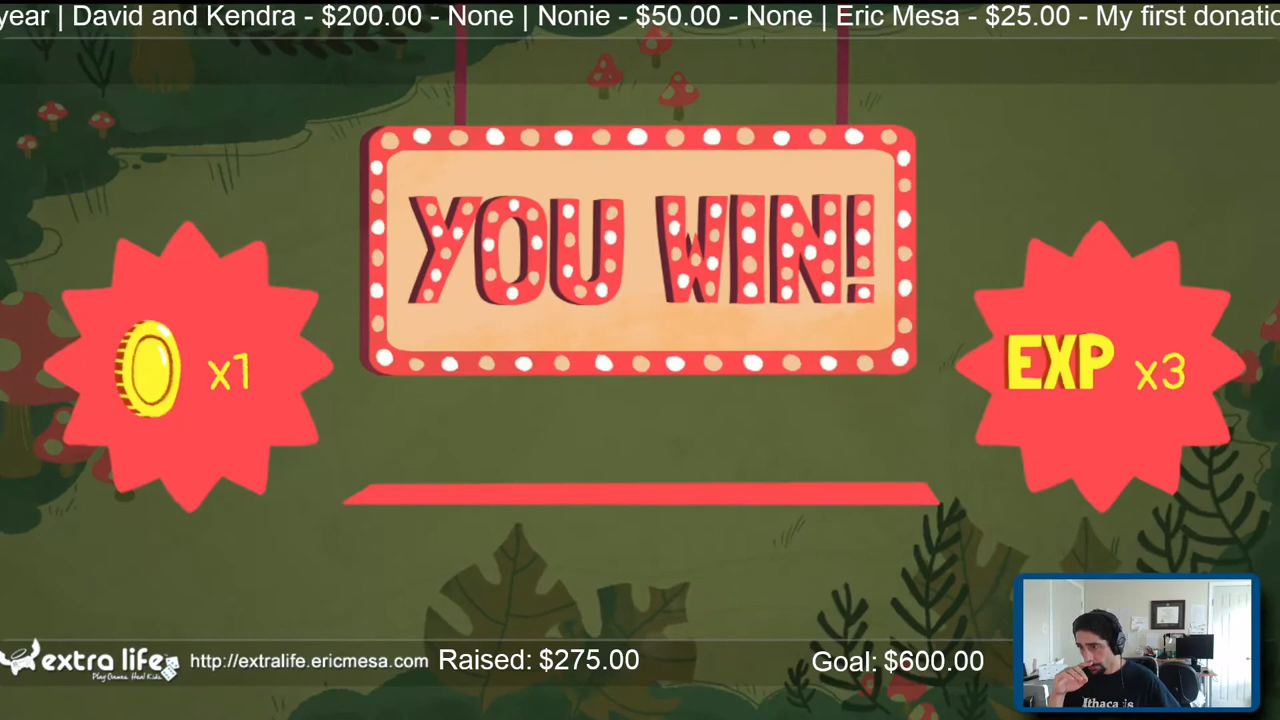 year | David and Kendra - $200.00 - None | Nonie - $50.00 - None | Eric Mesa - $25.00 - My first donatio
YOU WIN!
x1
EXP x3
extra life
Play Games. Heal Kids.
http://extralife.ericmesa.com
Raised: $275.00
Goal: $600.00
Ithaca is